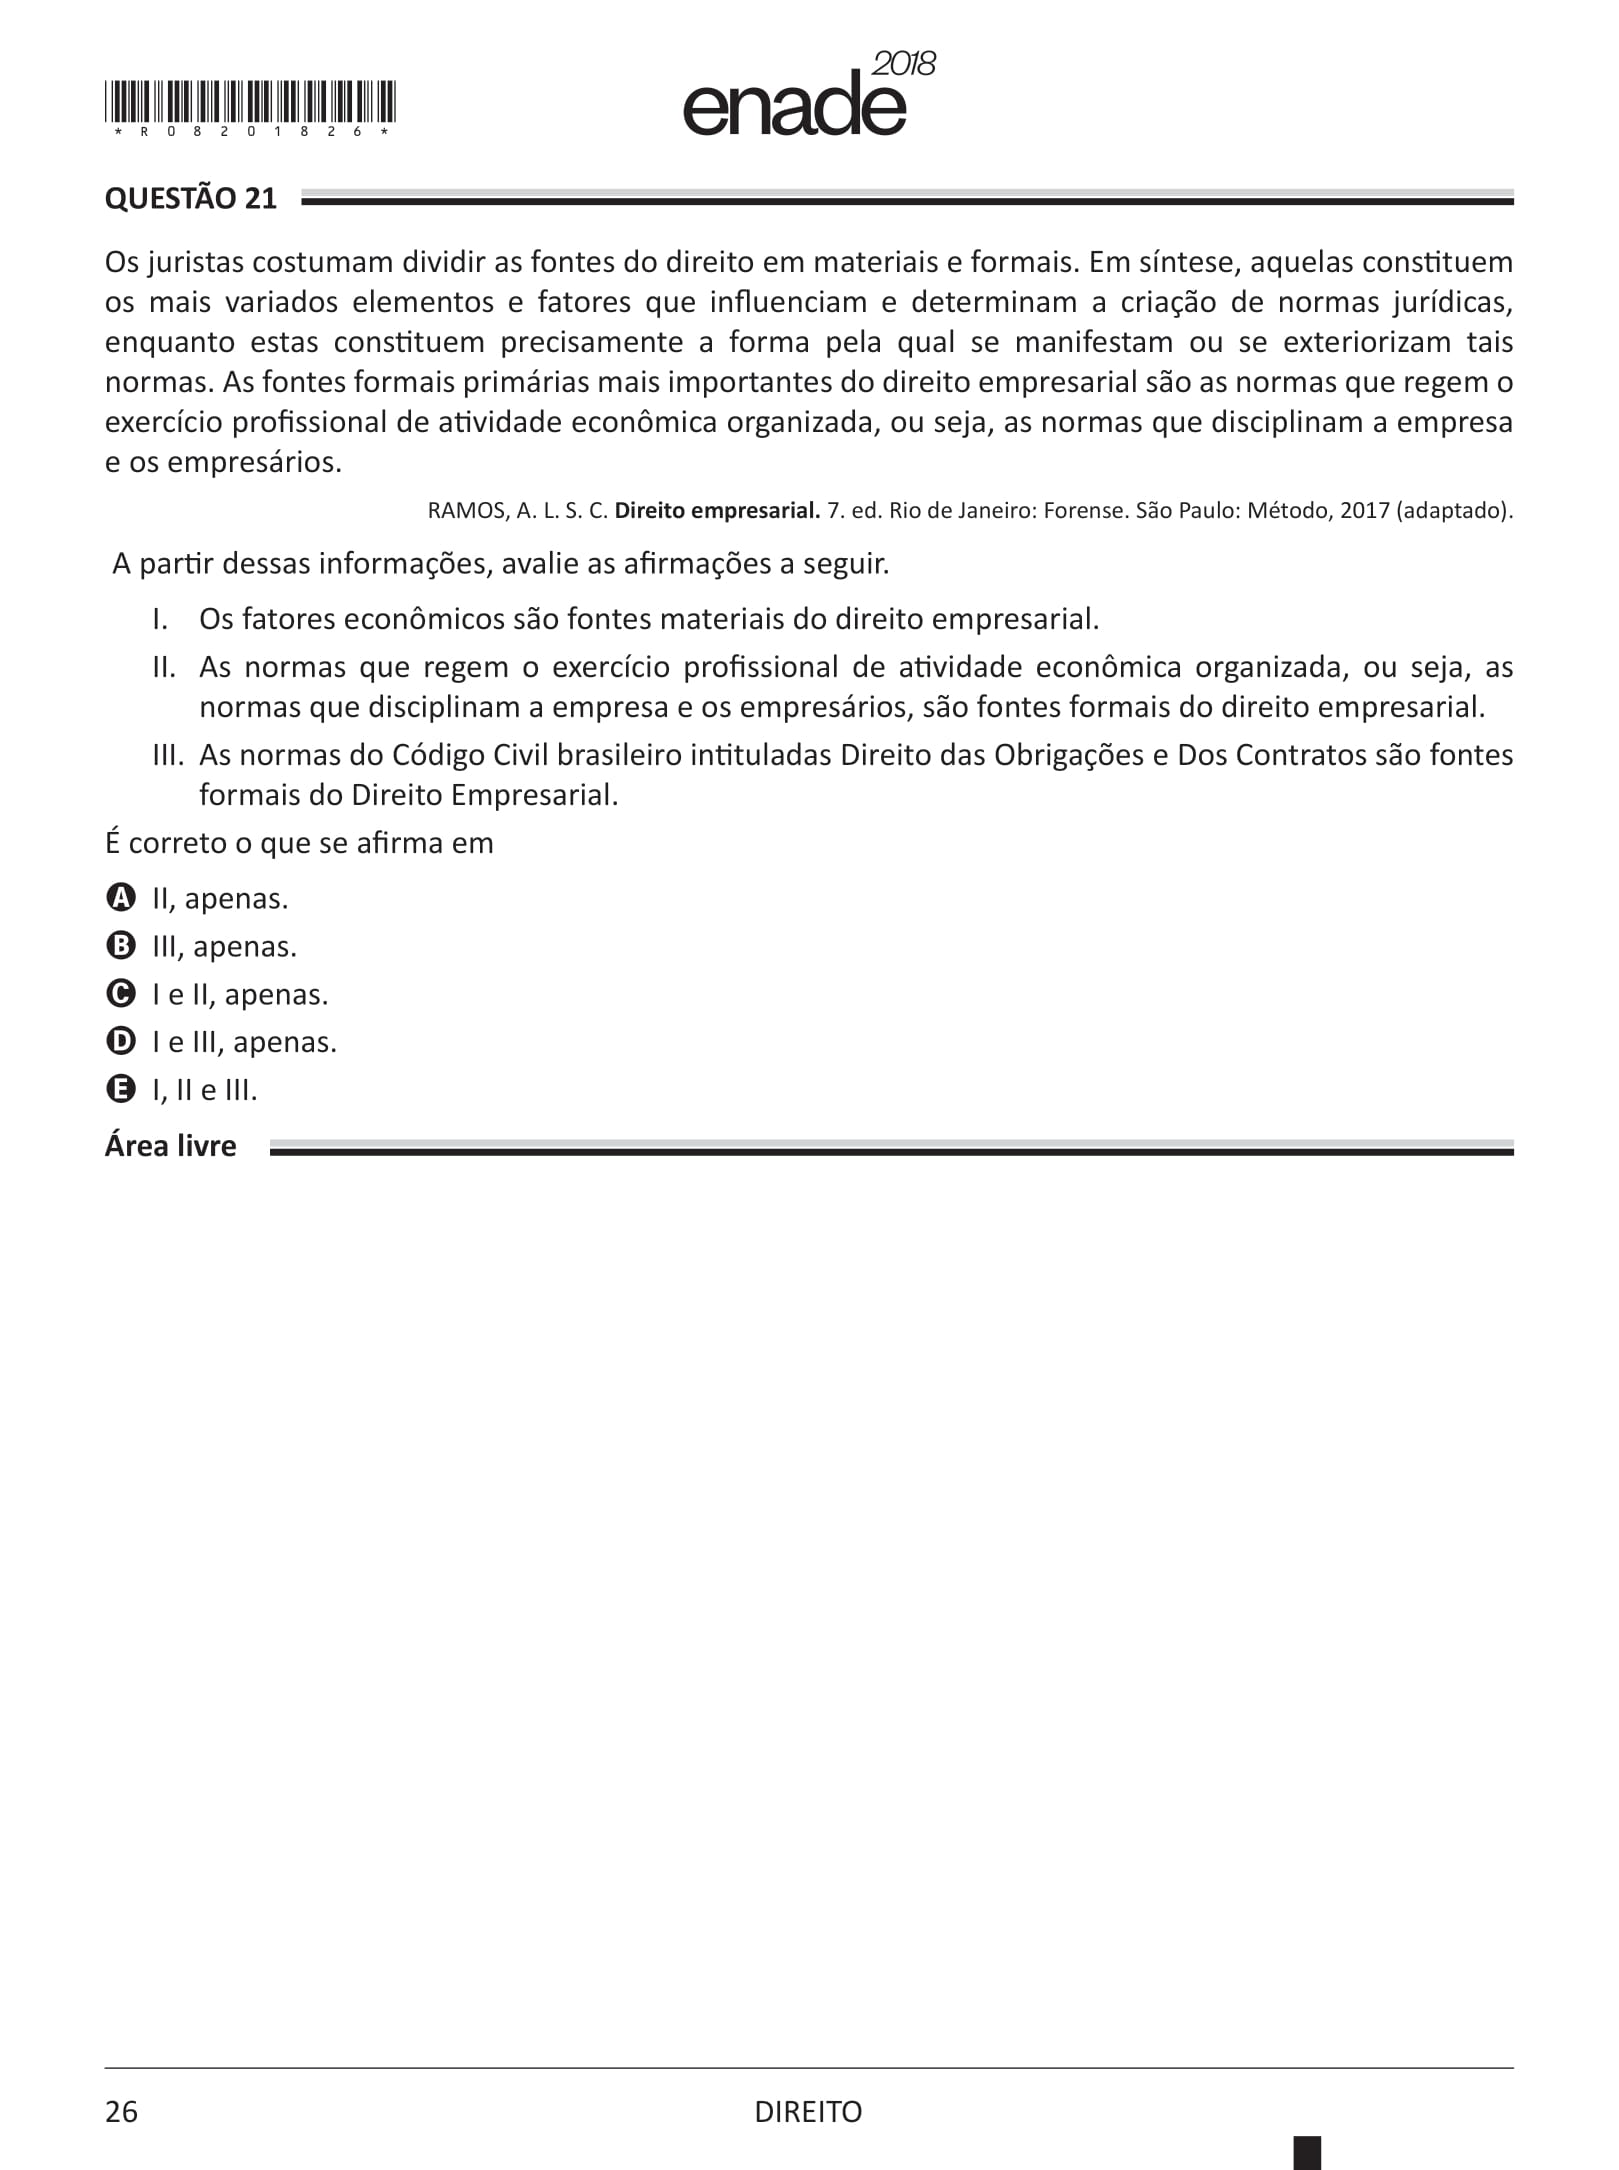 *R08201826*
enade 2018
QUESTÃO 21
Os juristas costumam dividir as fontes do direito em materiais e formais. Em síntese, aquelas constituem
os mais variados elementos e fatores que influenciam e determinam a criação de normas jurídicas,
enquanto estas constituem precisamente a forma pela qual se manifestam ou se exteriorizam tais
normas. As fontes formais primárias mais importantes do direito empresarial são as normas que regem o
exercício profissional de atividade econômica organizada, ou seja, as normas que disciplinam a empresa
e os empresários.
RAMOS, A. L. S. C. Direito empresarial. 7. ed. Rio de Janeiro: Forense. São Paulo: Método, 2017 (adaptado).
A partir dessas informações, avalie as afirmações a seguir.
I. Os fatores econômicos são fontes materiais do direito empresarial.
II. As normas que regem o exercício profissional de atividade econômica organizada, ou seja, as
normas que disciplinam a empresa e os empresários, são fontes formais do direito empresarial.
III. As normas do Código Civil brasileiro intituladas Direito das Obrigações e Dos Contratos são fontes
formais do Direito Empresarial.
É correto o que se afirma em
A II, apenas.
B III, apenas.
C I e II, apenas.
D I e III, apenas.
E I, II e III.
Área livre
26
DIREITO